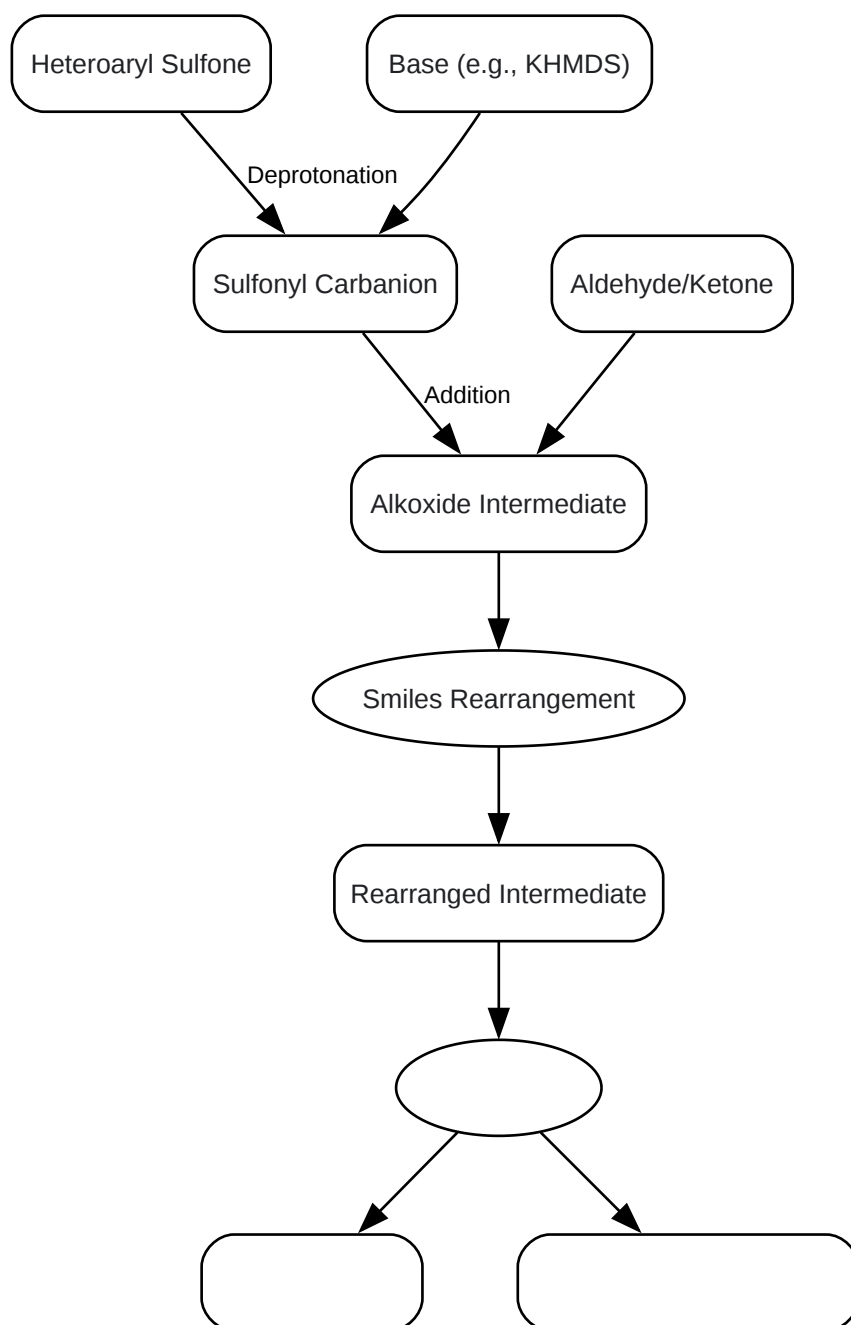 Heteroaryl Sulfone
Base (e.g., KHMDS)
Deprotonation
Sulfonyl Carbanion
Aldehyde/Ketone
Addition
Alkoxide Intermediate
Smiles Rearrangement
Rearranged Intermediate